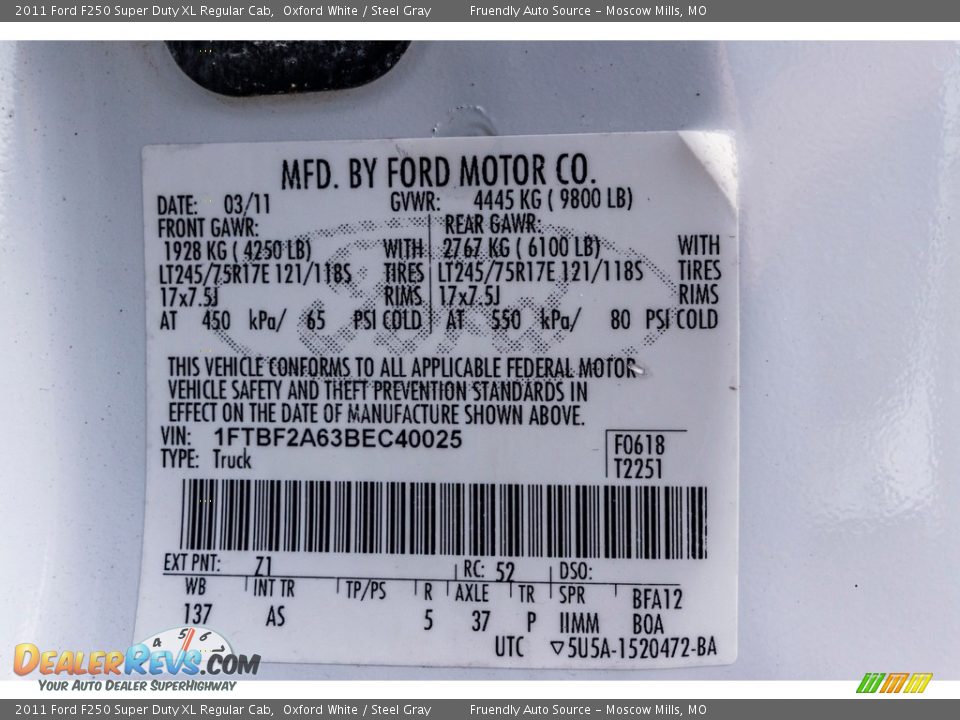 2011 Ford F250 Super Duty XL Regular Cab, Oxford White / Steel Gray Fruendly Auto Source – Moscow Mills, MO
MFD. BY FORD MOTOR CO.
DATE: 03/11 GVWR: 4445 KG ( 9800 LB)
FRONT GAWR: REAR GAWR:
1928 KG ( 4250 LB) WITH 2767 KG ( 6100 LB) WITH
LT245/75R17E 121/118S TIRES LT245/75R17E 121/118S TIRES
17x7.5J RIMS 17x7.5J RIMS
AT 450 kPa/ 65 PSI COLD AT 550 kPa/ 80 PSI COLD
THIS VEHICLE CONFORMS TO ALL APPLICABLE FEDERAL MOTOR
VEHICLE SAFETY AND THEFT PREVENTION STANDARDS IN
EFFECT ON THE DATE OF MANUFACTURE SHOWN ABOVE.
VIN: 1FTBF2A63BEC40025 F0618
TYPE: Truck T2251
EXT PNT: Z1 RC: 52 DSO:
WB INT TR TP/PS R AXLE TR SPR BFA12
137 AS 5 37 P IIMM BOA
UTC ▽5U5A-1520472-BA
4 5 6
DEALERREVS.COM
YOUR AUTO DEALER SUPERHIGHWAY
2011 Ford F250 Super Duty XL Regular Cab, Oxford White / Steel Gray Fruendly Auto Source – Moscow Mills, MO